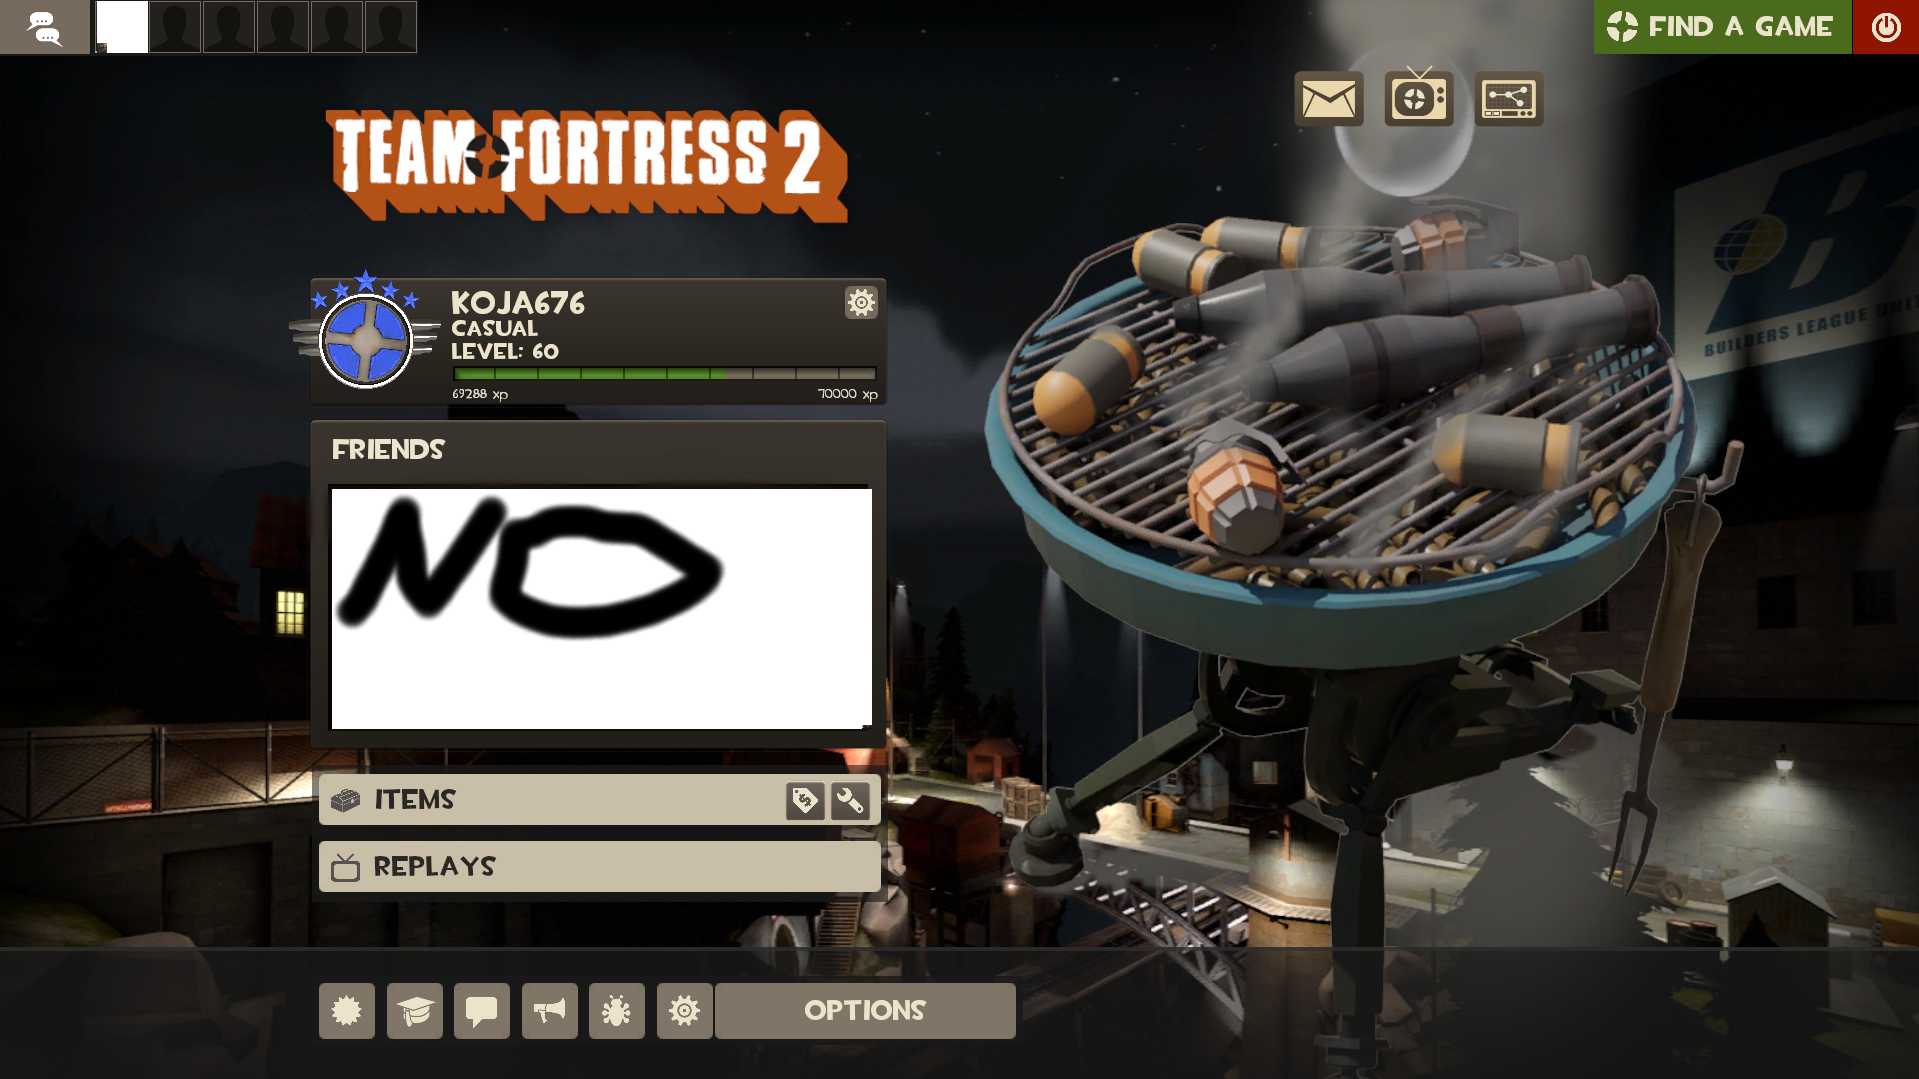 FIND A GAME
TEAM FORTRESS 2
KOJA676
CASUAL
LEVEL: 60
69288 xp
70000 xp
FRIENDS
NO
ITEMS
REPLAYS
OPTIONS
B
BUILDERS LEAGUE UNIT